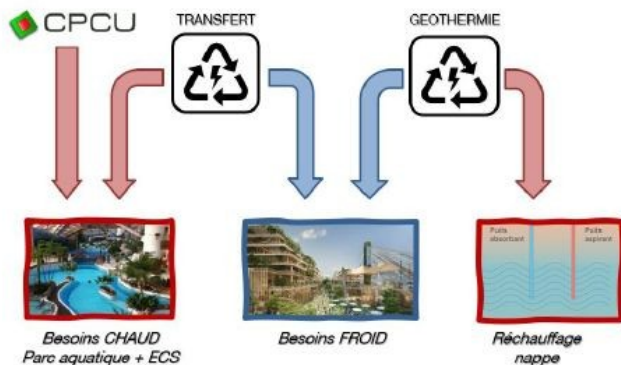 CPCU
TRANSFERT
GEOTHERMIE
Puits
absorbant
Puits
aspirant
Besoins CHAUD
Parc aquatique + ECS
Besoins FROID
Réchauffage
nappe